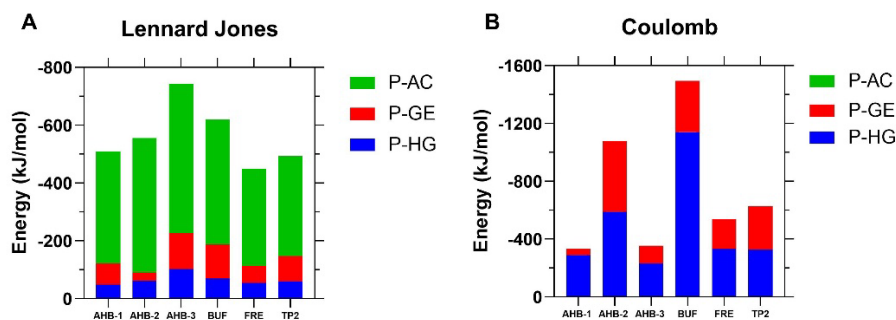 A
Lennard Jones
Energy (kJ/mol)
-800
-600
-400
-200
0
AHB-1 AHB-2 AHB-3 BUF FRE TP2
P-AC
P-GE
P-HG
B
Coulomb
Energy (kJ/mol)
-1600
-1200
-800
-400
0
AHB-1 AHB-2 AHB-3 BUF FRE TP2
P-AC
P-GE
P-HG